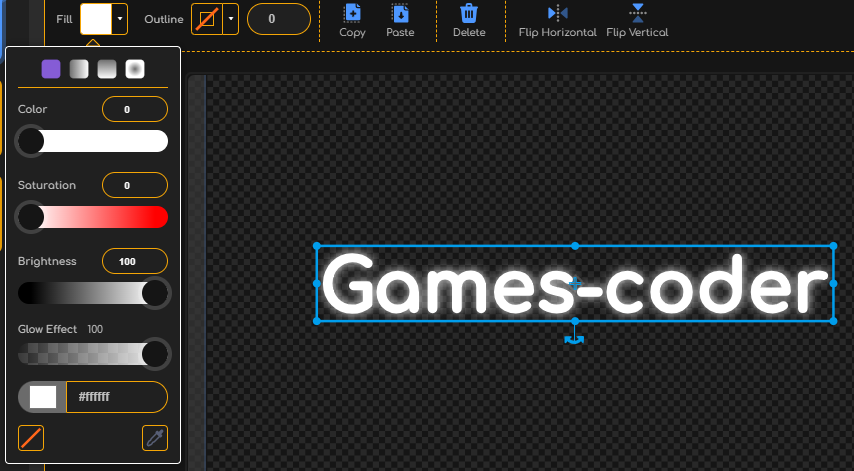 Fill
Outline
0
Copy
Paste
Delete
Flip Horizontal
Flip Vertical
Color
0
Saturation
0
Brightness
100
Glow Effect 100
#ffffff
Games-coder